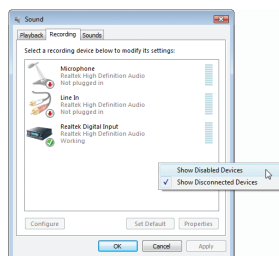 Sound
Playback Recording Sounds
Select a recording device below to modify its settings:
Microphone
Realtek High Definition Audio
Not plugged in
Line In
Realtek High Definition Audio
Not plugged in
Realtek Digital Input
Realtek High Definition Audio
Working
Show Disabled Devices
Show Disconnected Devices
Configure Set Default Properties
OK Cancel Apply